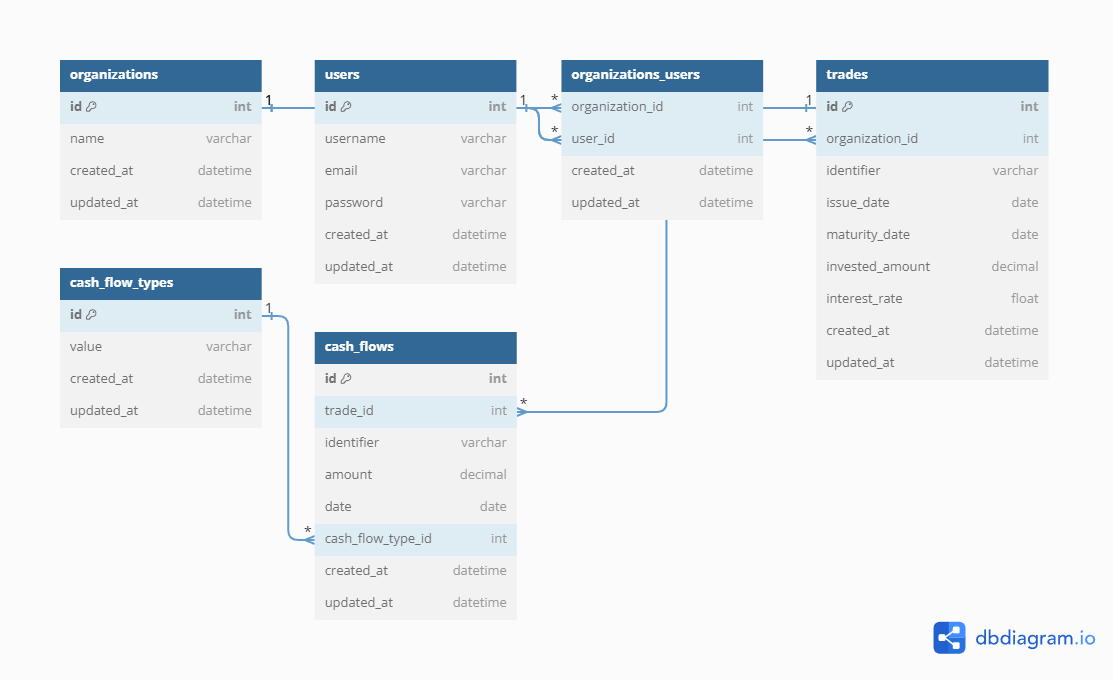 organizations
id int
name varchar
created_at datetime
updated_at datetime
1
users
id int
username varchar
email varchar
password varchar
created_at datetime
updated_at datetime
1
*
*
organizations_users
organization_id int
user_id int
created_at datetime
updated_at datetime
1
*
trades
id int
organization_id int
identifier varchar
issue_date date
maturity_date date
invested_amount decimal
interest_rate float
created_at datetime
updated_at datetime
cash_flow_types
id int
value varchar
created_at datetime
updated_at datetime
1
*
cash_flows
id int
trade_id int
identifier varchar
amount decimal
date date
cash_flow_type_id int
created_at datetime
updated_at datetime
*
dbdiagram.io